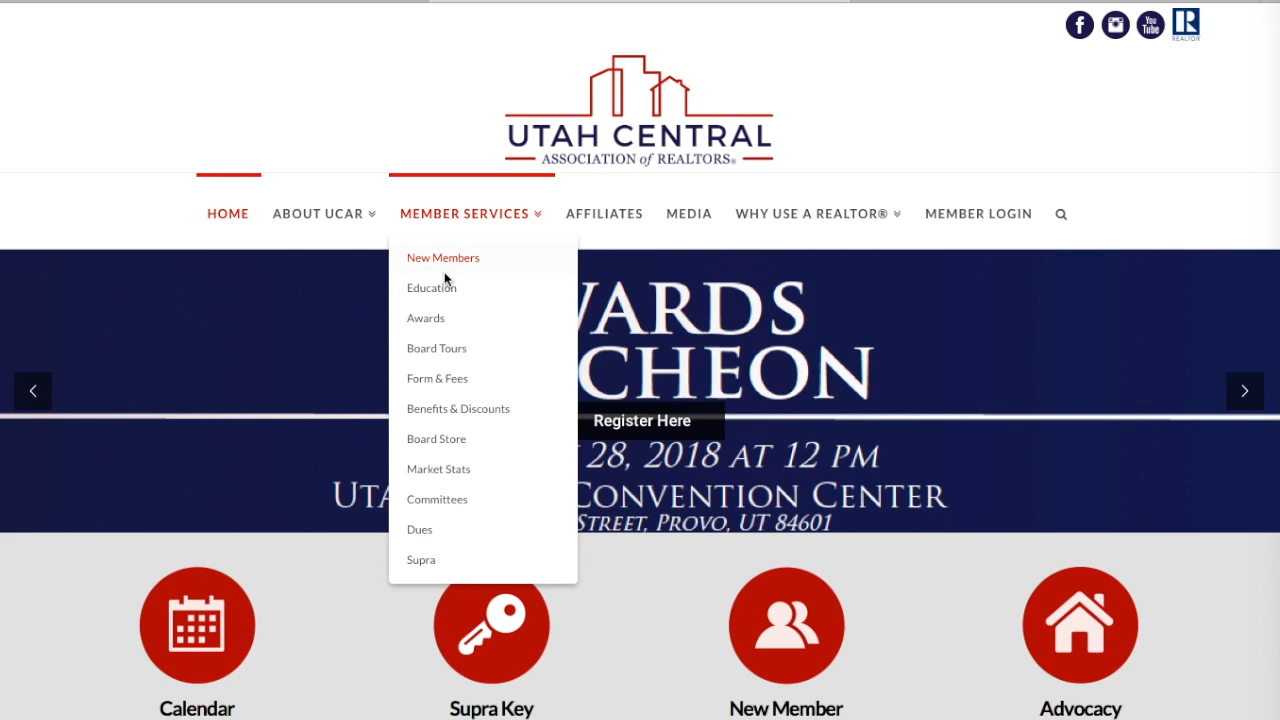 You
Tube
R
REALTOR
UTAH CENTRAL
ASSOCIATION of REALTORS®
HOME
ABOUT UCAR
MEMBER SERVICES
AFFILIATES
MEDIA
WHY USE A REALTOR®
MEMBER LOGIN
New Members
Education
Awards
Board Tours
Form & Fees
Benefits & Discounts
Board Store
Market Stats
Committees
Dues
Supra
WARDS
CHEON
Register Here
28, 2018 AT 12 PM
CONVENTION CENTER
STREET, PROVO, UT 84601
Calendar
Supra Key
New Member
Advocacy